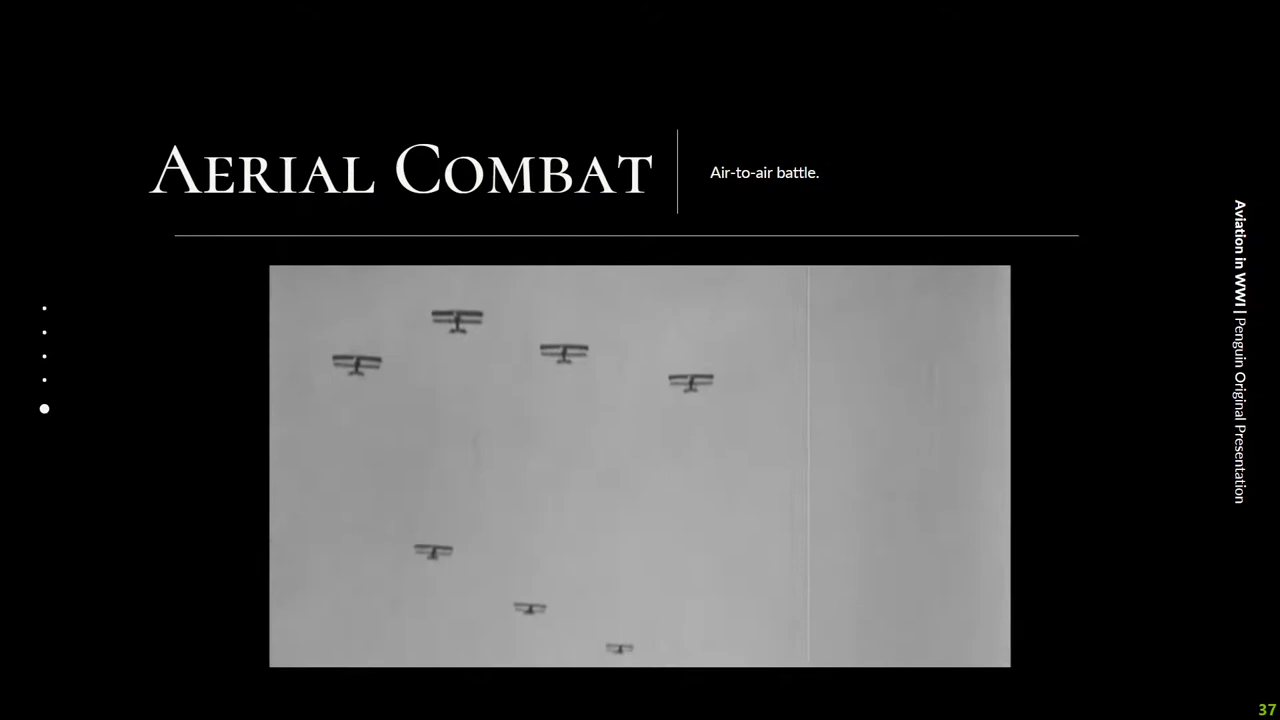 Aerial Combat
Air-to-air battle.
Aviation in WWI | Penguin Original Presentation
37